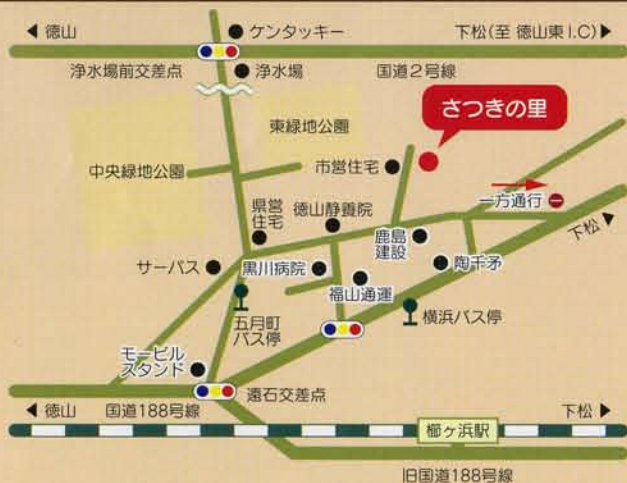 ◀ 徳山
ケンタッキー
下松(至 徳山東I.C) ▶
浄水場前交差点
浄水場
国道2号線
さつきの里
東緑地公園
市営住宅
中央緑地公園
一方通行
県営
住宅
徳山静養院
下松 ▶
鹿島
建設
サーパス
黒川病院
陶千矛
福山通運
五月町
バス停
横浜バス停
モービル
スタンド
遠石交差点
◀ 徳山
国道188号線
下松 ▶
櫛ヶ浜駅
旧国道188号線